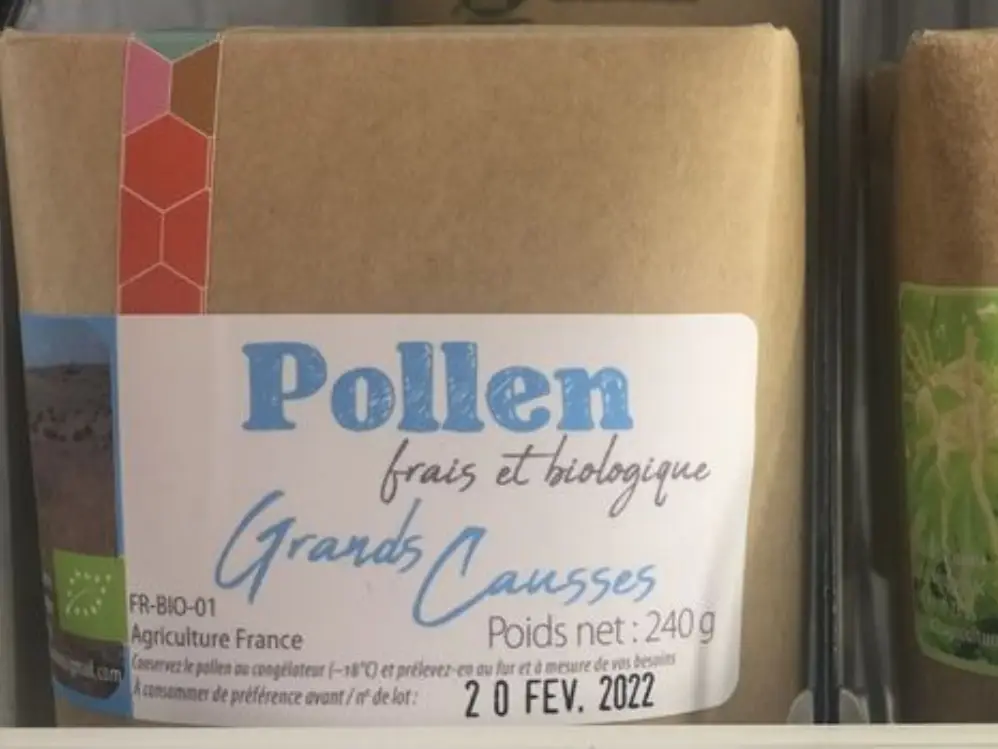 Pollen
frais et biologique
Grands Causses
FR-BIO-01
Agriculture France
Poids net : 240 g
Conservez le pollen au congélateur (-18°C) et prélevez-en au fur et à mesure de vos besoins
A consommer de préférence avant / n° de lot :
20 FEV. 2022